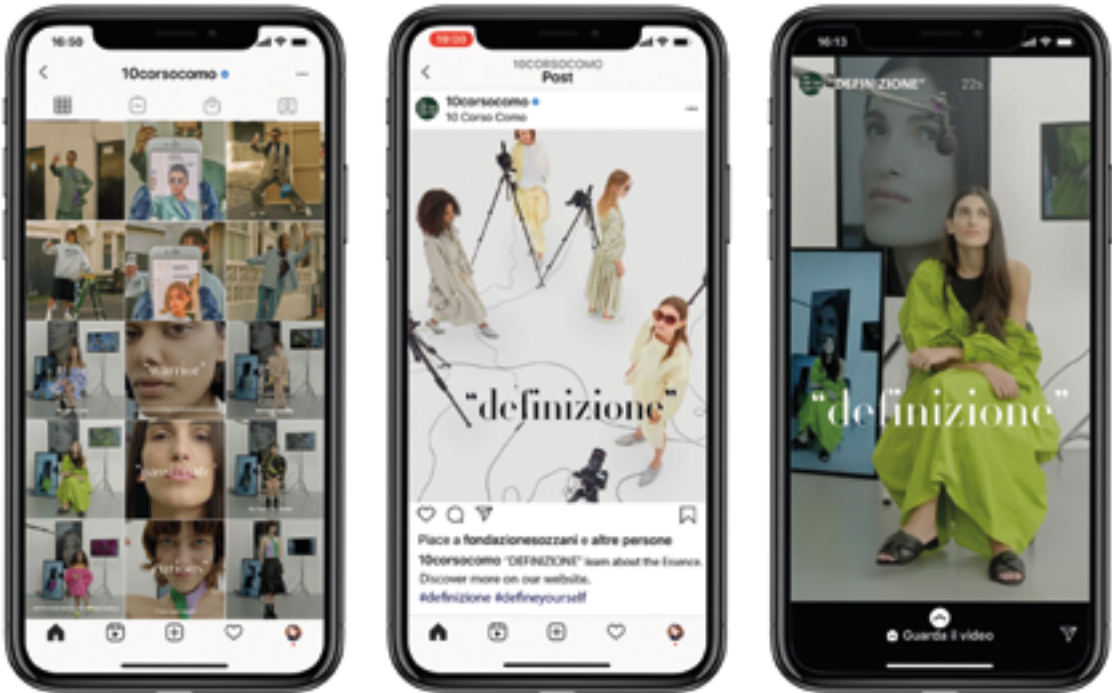 16:50
10corsocomo
"warrior"
19:00
10CORSOCOMO
Post
10corsocomo
10 Corso Como
"definizione"
Piace a fondazionesozzani e altre persone
10corsocomo "DEFINIZIONE" learn about the Essence.
Discover more on our website.
#definizione #defineyourself
16:13
"DEFINIZIONE" 22s
"definizione"
Guarda il video